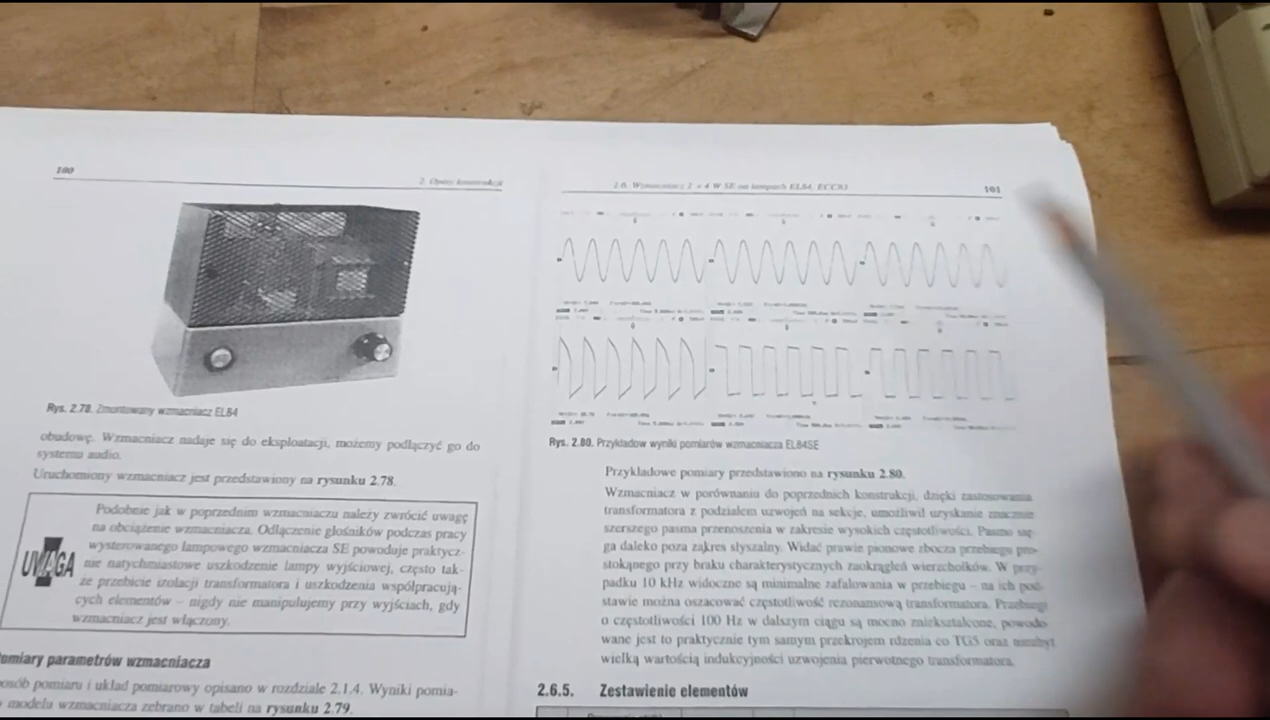 100
2. Opisy konstrukcji
Rys. 2.78. Zmontowany wzmacniacz EL84
obudowę. Wzmacniacz nadaje się do eksploatacji, możemy podłączyć go do
systemu audio.
Uruchomiony wzmacniacz jest przedstawiony na rysunku 2.78.
UWAGA
Podobnie jak w poprzednim wzmacniaczu należy zwrócić uwagę
na obciążenie wzmacniacza. Odłączenie głośników podczas pracy
wysterowanego lampowego wzmacniacza SE powoduje praktycz-
nie natychmiastowe uszkodzenie lampy wyjściowej, często tak-
że przebicie izolacji transformatora i uszkodzenia współpracują-
cych elementów – nigdy nie manipulujemy przy wyjściach, gdy
wzmacniacz jest włączony.
omiary parametrów wzmacniacza
osób pomiaru i układ pomiarowy opisano w rozdziale 2.1.4. Wyniki pomia-
modelu wzmacniacza zebrano w tabeli na rysunku 2.79.
2.6. Wzmacniacz 2 × 4 W SE na lampach EL84, ECC83
101
Rys. 2.80. Przykładow wyniki pomiarów wzmacniacza EL84SE
Przykładowe pomiary przedstawiono na rysunku 2.80.
Wzmacniacz w porównaniu do poprzednich konstrukcji, dzięki zastosowaniu
transformatora z podziałem uzwojeń na sekcje, umożliwił uzyskanie znacznie
szerszego pasma przenoszenia w zakresie wysokich częstotliwości. Pasmo się-
ga daleko poza zakres słyszalny. Widać prawie pionowe zbocza przebiegu pro-
stokątnego przy braku charakterystycznych zaokrągleń wierzchołków. W przy-
padku 10 kHz widoczne są minimalne zafalowania w przebiegu – na ich pod-
stawie można oszacować częstotliwość rezonansową transformatora. Przebiegi
o częstotliwości 100 Hz w dalszym ciągu są mocno zniekształcone, powodo-
wane jest to praktycznie tym samym przekrojem rdzenia co TG5 oraz niezbyt
wielką wartością indukcyjności uzwojenia pierwotnego transformatora.
2.6.5. Zestawienie elementów